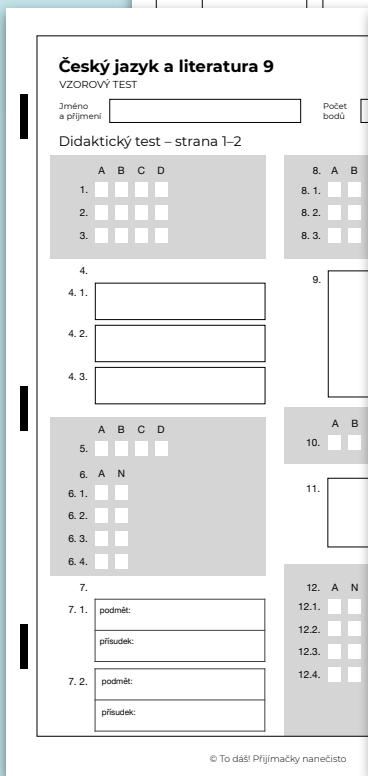 Český jazyk a literatura 9
VZOROVÝ TEST
Jméno
a příjmení
Počet
bodů
Didaktický test – strana 1–2
A B C D
1.
2.
3.
4.
4. 1.
4. 2.
4. 3.
A B C D
5.
6. A N
6. 1.
6. 2.
6. 3.
6. 4.
7.
7. 1. podmět:
přísudek:
7. 2. podmět:
přísudek:
8. A B
8. 1.
8. 2.
8. 3.
9.
A B
10.
11.
12. A N
12.1.
12.2.
12.3.
12.4.
© To dáš! Přijímačky nanečisto